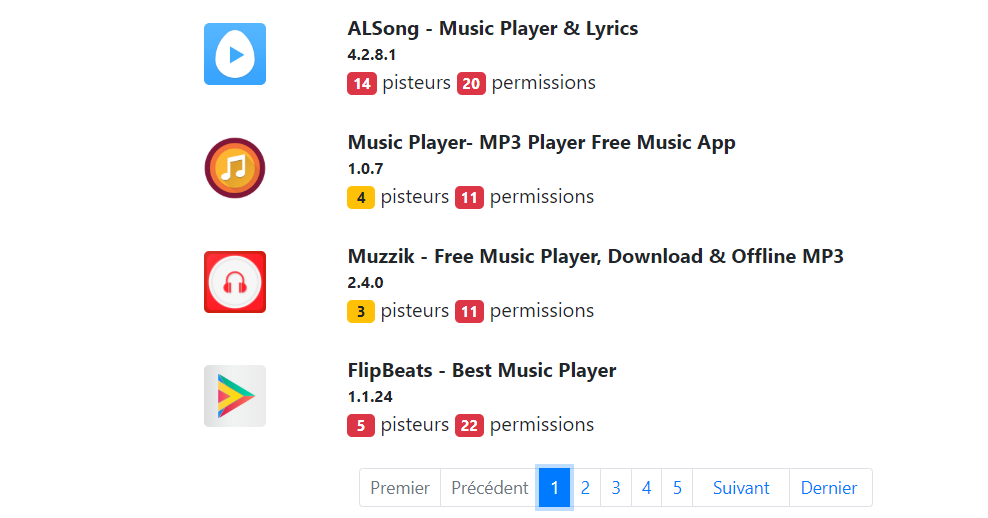 ALSong - Music Player & Lyrics
4.2.8.1
14 pisteurs 20 permissions
Music Player- MP3 Player Free Music App
1.0.7
4 pisteurs 11 permissions
Muzzik - Free Music Player, Download & Offline MP3
2.4.0
3 pisteurs 11 permissions
FlipBeats - Best Music Player
1.1.24
5 pisteurs 22 permissions
Premier Précédent 1 2 3 4 5 Suivant Dernier